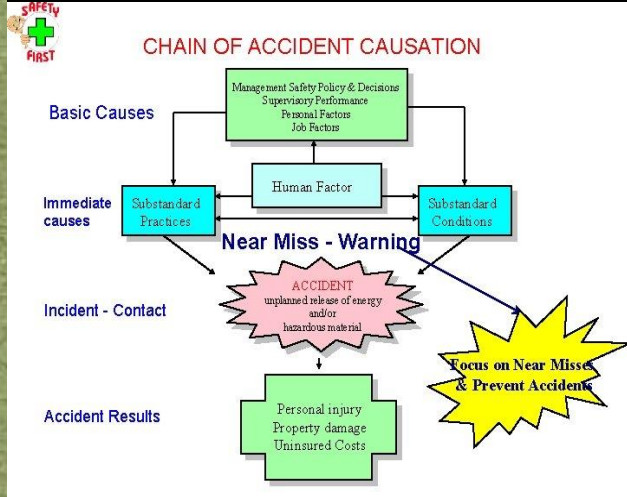 SAFETY
FIRST
CHAIN OF ACCIDENT CAUSATION
Basic Causes
Management Safety Policy & Decisions
Supervisory Performance
Personal Factors
Job Factors
Human Factor
Immediate
causes
Substandard
Practices
Substandard
Conditions
Near Miss - Warning
Incident - Contact
ACCIDENT
unplanned release of energy
and/or
hazardous material
Focus on Near Misses
& Prevent Accidents
Accident Results
Personal injury
Property damage
Uninsured Costs